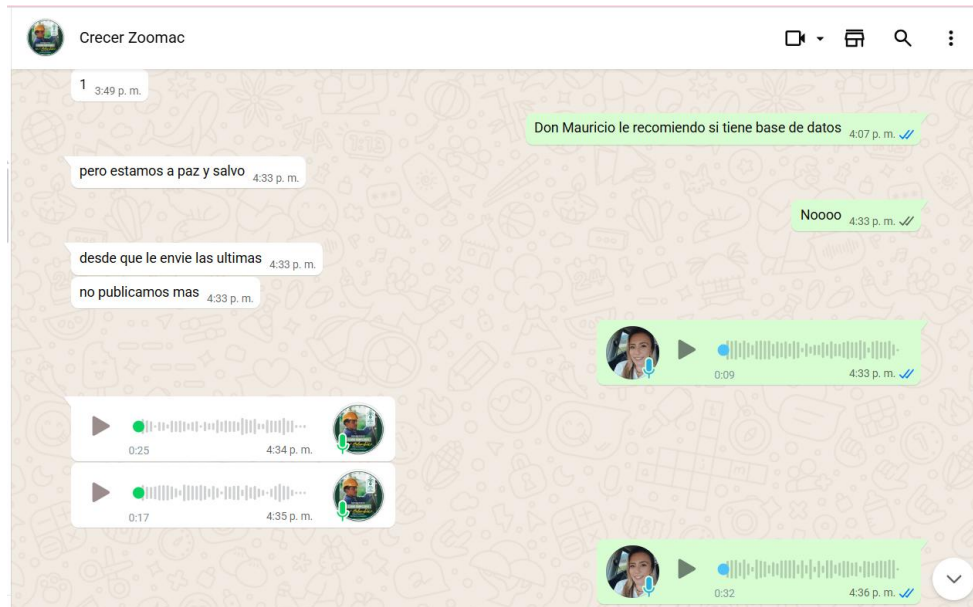 Crecer Zoomac
1 3:49 p. m.
Don Mauricio le recomiendo si tiene base de datos 4:07 p. m.
pero estamos a paz y salvo 4:33 p. m.
Noooo 4:33 p. m.
desde que le envie las ultimas 4:33 p. m.
no publicamos mas 4:33 p. m.
0:09 4:33 p. m.
0:25 4:34 p. m.
0:17 4:35 p. m.
0:32 4:36 p. m.